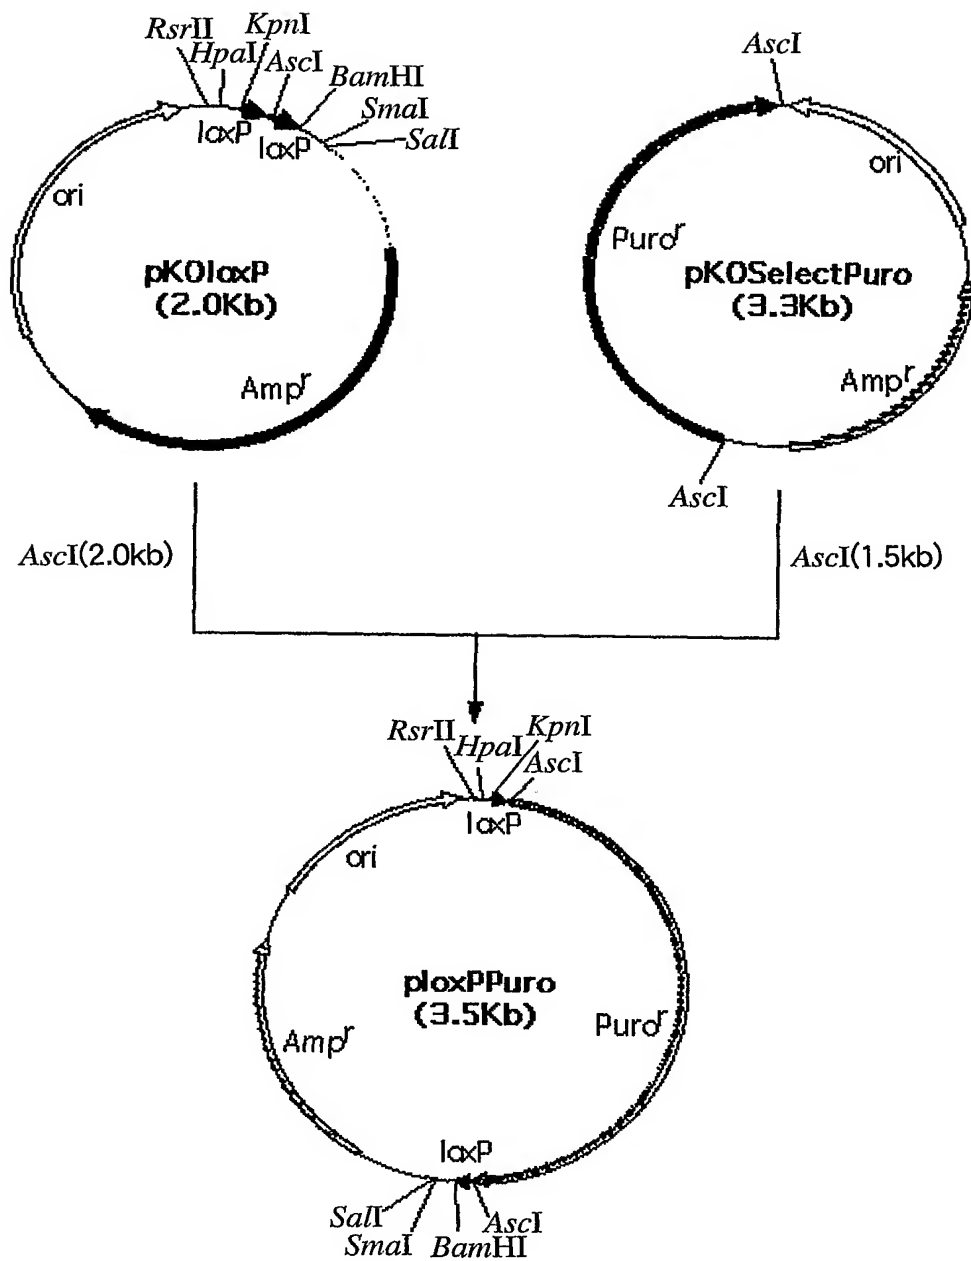 RsrII
KpnI
HpaI
AscI
BamHI
SmaI
SalI
loxP
loxP
ori
pKOloxP
(2.0Kb)
Ampr
AscI
ori
Puror
pKOSelectPuro
(3.3Kb)
Ampr
AscI
AscI(2.0kb)
AscI(1.5kb)
RsrII
KpnI
HpaI
AscI
loxP
ori
ploxPPuro
(3.5Kb)
Puror
Ampr
loxP
SalI
AscI
SmaI
BamHI